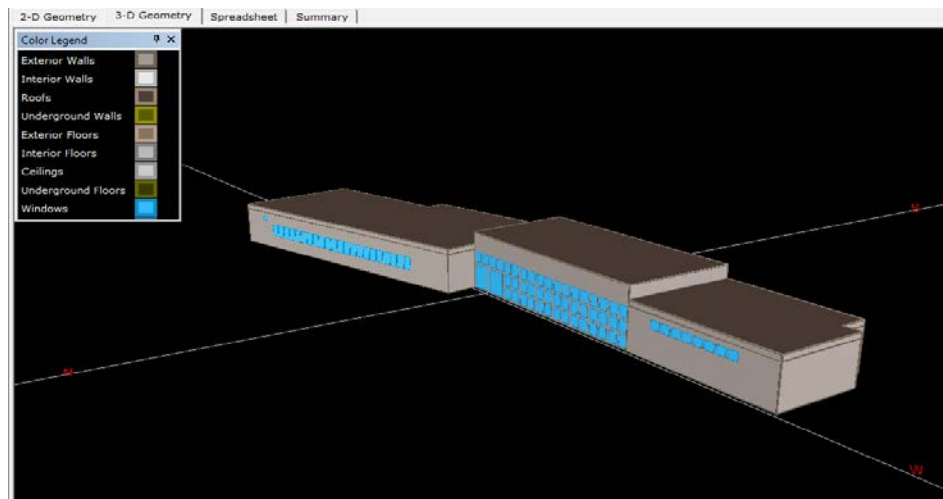 2-D Geometry 3-D Geometry Spreadsheet Summary
Color Legend
Exterior Walls
Interior Walls
Roofs
Underground Walls
Exterior Floors
Interior Floors
Ceilings
Underground Floors
Windows
S
N
W